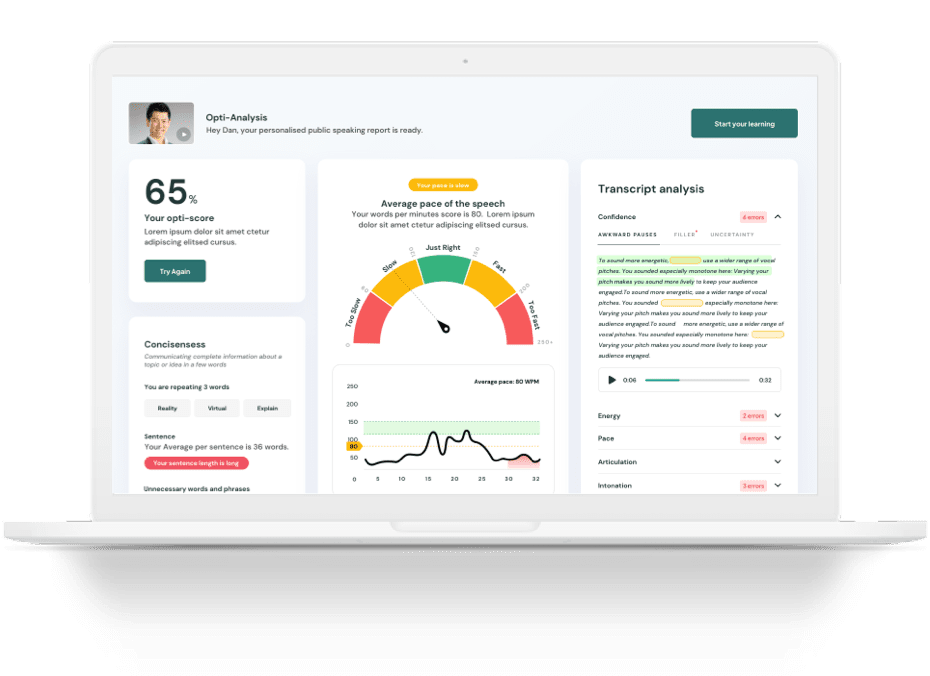 Opti-Analysis
Hey Dan, your personalised public speaking report is ready.
Start your learning
65%
Your opti-score
Lorem ipsum dolor sit amet ctetur
adipiscing elitsed cursus.
Try Again
Conciseness
Communicating complete information about a
topic or idea in a few words
You are repeating 3 words
Reality
Virtual
Explain
Sentence
Your Average per sentence is 36 words.
Your sentence length is long
Unnecessary words and phrases
Your pace is
Average pace of the speech
Your words per minutes score is 80. Lorem ipsum
dolor sit amet ctetur adipiscing elitsed cursus.
Too Slow
Slow
Just Right
Fast
Too Fast
0
200
250+
Average pace: 80 WPM
250
200
150
100
80
50
0 5 10 15 20 25 30 32
Transcript analysis
Confidence
4 errors
AWKWARD PAUSES
FILLER
UNCERTAINTY
To sound more energetic, use a wider range of vocal
pitches. You sounded especially monotone here: Varying your
pitch makes you sound more lively to keep your audience
engaged.To sound more energetic, use a wider range of vocal
pitches. You sounded especially monotone here:
Varying your pitch makes you sound more lively to keep your
audience engaged.To sound more energetic, use a wider range of
vocal pitches. You sounded especially monotone here:
Varying your pitch makes you sound more lively to keep your
audience engaged.
0:06
0:32
Energy
2 errors
Pace
4 errors
Articulation
Intonation
3 errors